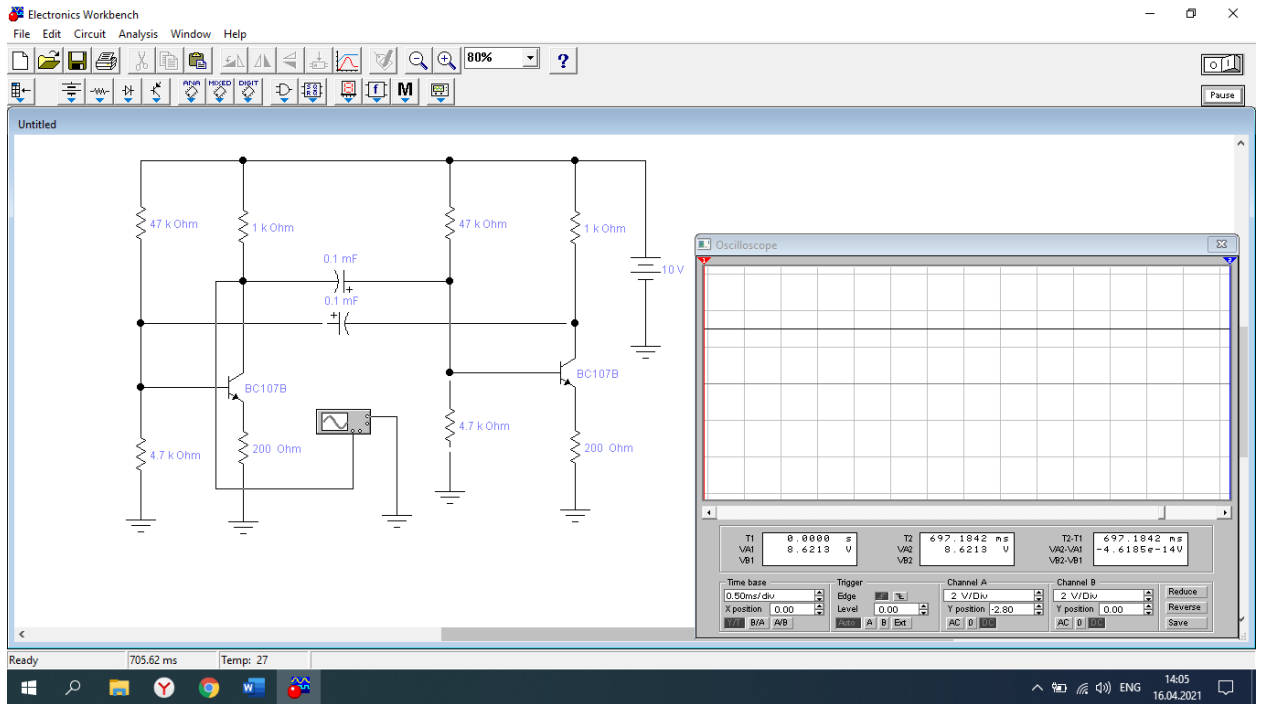 Electronics Workbench
File Edit Circuit Analysis Window Help
80%
?
ANA MIXED DIGIT
f M
Pause
Untitled
47 k Ohm
1 k Ohm
47 k Ohm
1 k Ohm
0.1 mF
+
0.1 mF
+
10 V
BC107B
BC107B
4.7 k Ohm
200 Ohm
4.7 k Ohm
200 Ohm
Oscilloscope
1 2
T1 0.0000 s T2 697.1842 ms T2-T1 697.1842 ms
VA1 8.6213 V VA2 8.6213 V VA2-VA1 -4.6185e-14V
VB1 VB2 VB2-VB1
Time base Trigger Channel A Channel B
0.50ms/div Edge 2 V/Div 2 V/Div Reduce
X position 0.00 Level 0.00 Y position -2.80 Y position 0.00 Reverse
Y/T B/A A/B Auto A B Ext AC 0 DC AC 0 DC Save
Ready 705.62 ms Temp: 27
ENG
14:05
16.04.2021